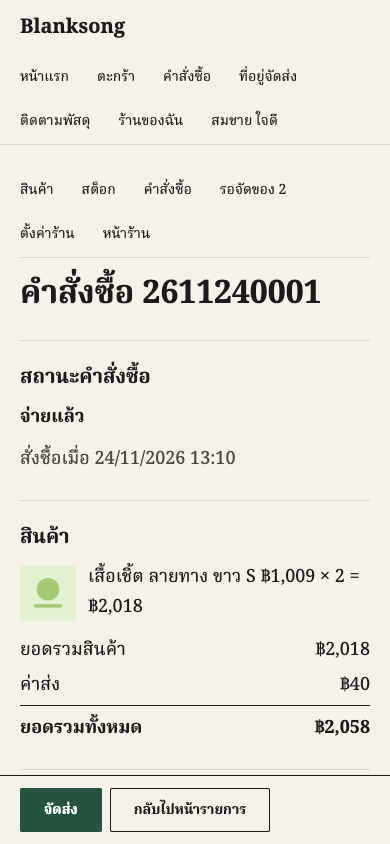 Blanksong
หน้าแรก ตะกร้า คำสั่งซื้อ ที่อยู่จัดส่ง
ติดตามพัสดุ ร้านของฉัน สมชาย ใจดี
สินค้า สต็อก คำสั่งซื้อ รอจัดของ 2
ตั้งค่าร้าน หน้าร้าน
คำสั่งซื้อ 2611240001
สถานะคำสั่งซื้อ
จ่ายแล้ว
สั่งซื้อเมื่อ 24/11/2026 13:10
สินค้า
เสื้อเชิ้ต ลายทาง ขาว S ฿1,009 × 2 =
฿2,018
ยอดรวมสินค้า ฿2,018
ค่าส่ง ฿40
ยอดรวมทั้งหมด ฿2,058
จัดส่ง กลับไปหน้ารายการ